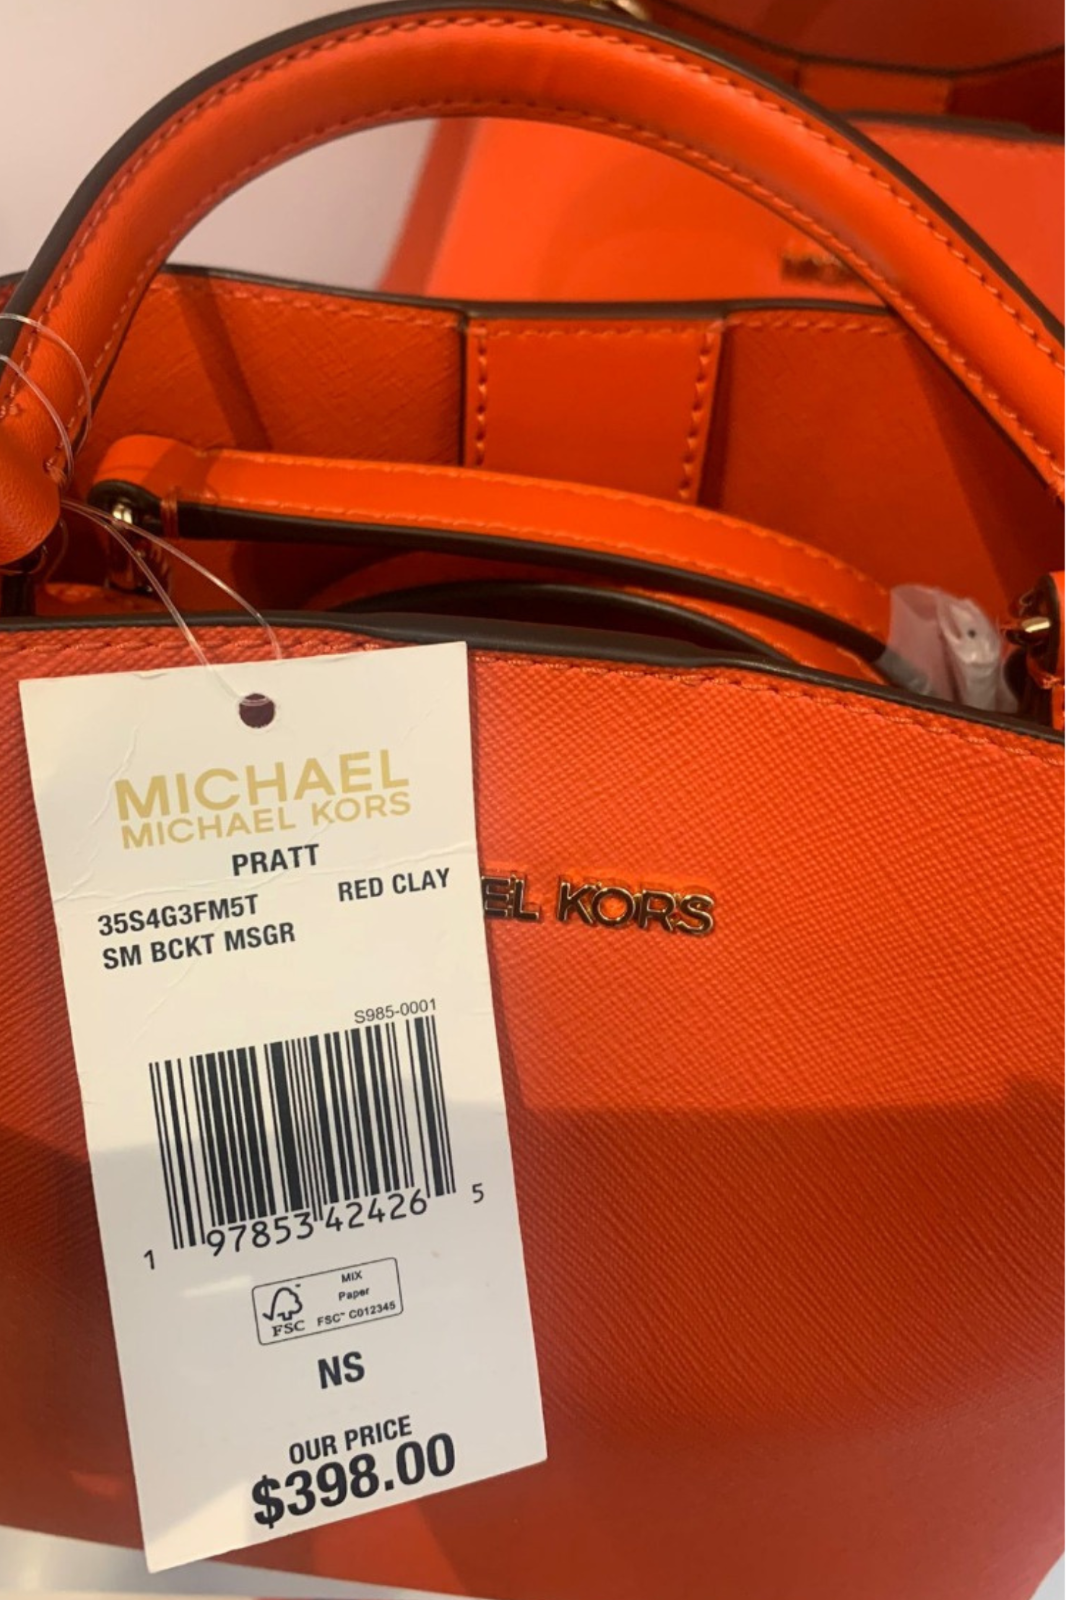 MICHAEL
MICHAEL KORS
PRATT
35S4G3FM5T RED CLAY
SM BCKT MSGR
S985-0001
1 97853 42426 5
MIX
Paper
FSC™ C012345
FSC
NS
OUR PRICE
$398.00
EL KORS